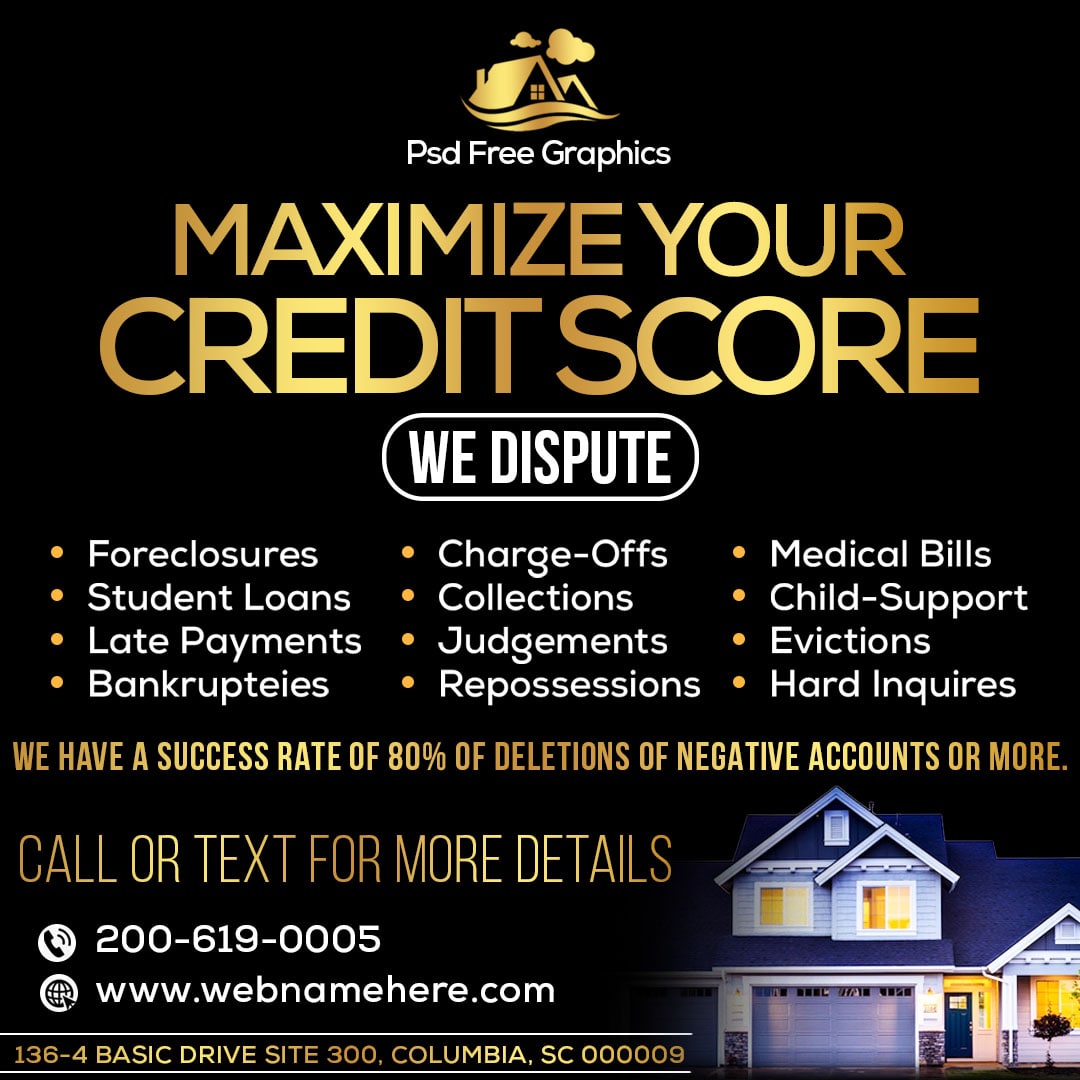 Psd Free Graphics
MAXIMIZE YOUR
CREDIT SCORE
WE DISPUTE
• Foreclosures
• Student Loans
• Late Payments
• Bankrupteies
• Charge-Offs
• Collections
• Judgements
• Repossessions
• Medical Bills
• Child-Support
• Evictions
• Hard Inquires
WE HAVE A SUCCESS RATE OF 80% OF DELETIONS OF NEGATIVE ACCOUNTS OR MORE.
CALL OR TEXT FOR MORE DETAILS
200-619-0005
www.webnamehere.com
136-4 BASIC DRIVE SITE 300, COLUMBIA, SC 000009